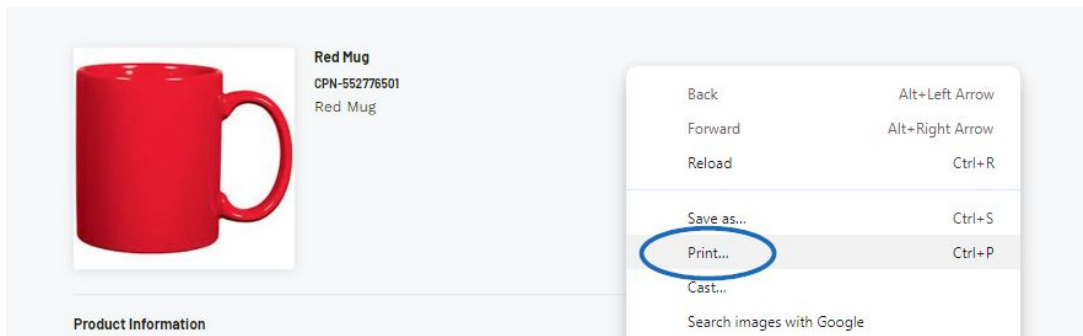 Red Mug
CPN-552776501
Red Mug
Product Information
Back Alt+Left Arrow
Forward Alt+Right Arrow
Reload Ctrl+R
Save as... Ctrl+S
Print... Ctrl+P
Cast...
Search images with Google